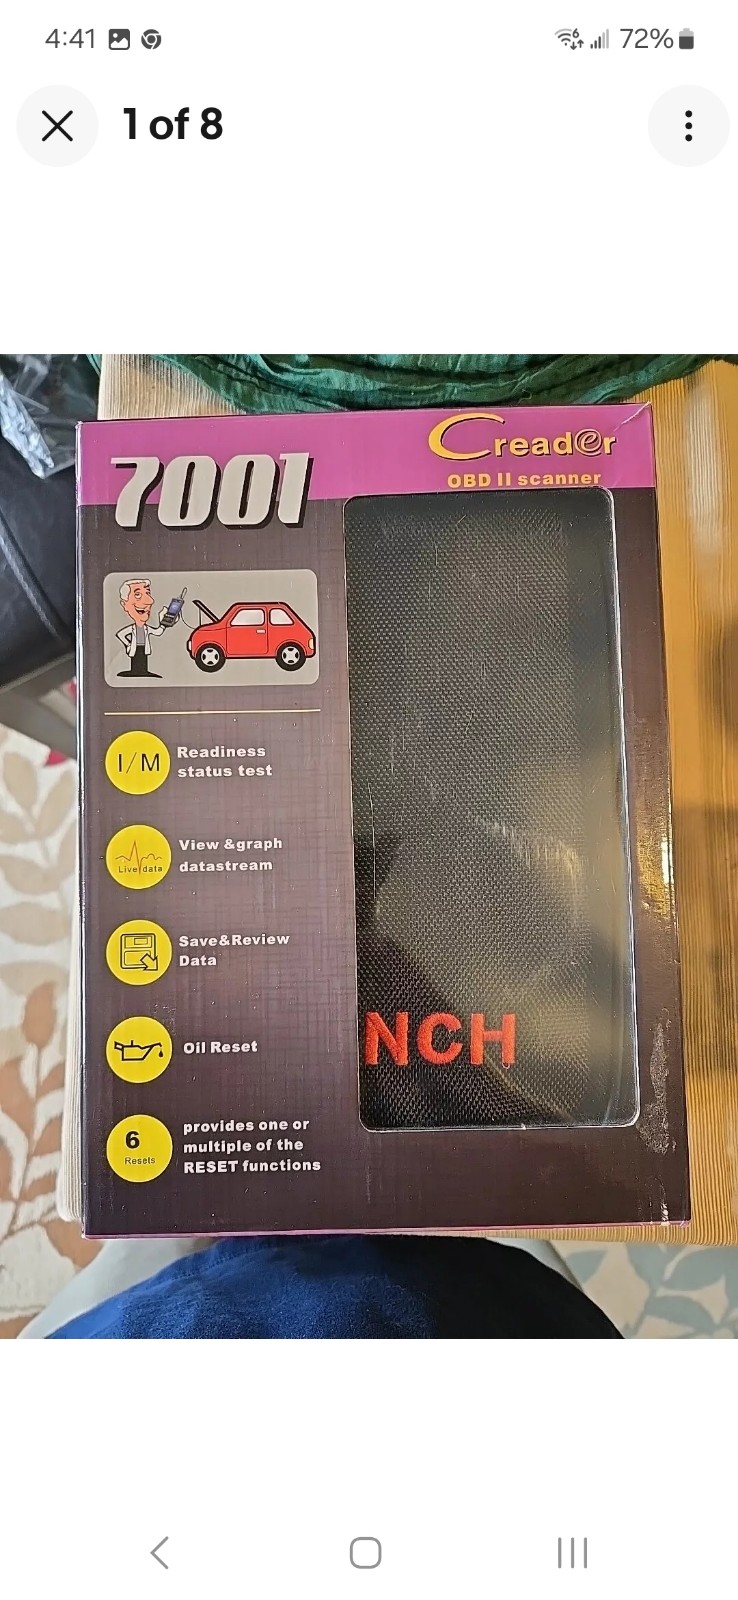 4:41
72%
1 of 8
Creader
7001
OBD II scanner
I/M
Readiness
status test
View &graph
datastream
Live data
Save&Review
Data
Oil Reset
NCH
6
Resets
provides one or
multiple of the
RESET functions